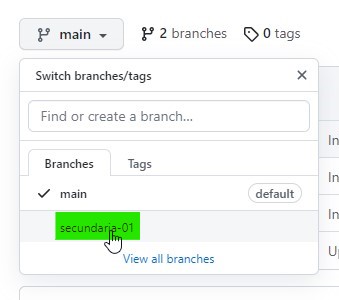 main
2 branches
0 tags
Switch branches/tags
Find or create a branch...
Branches
Tags
main
default
In
secundaria-01
In
In
View all branches
Up